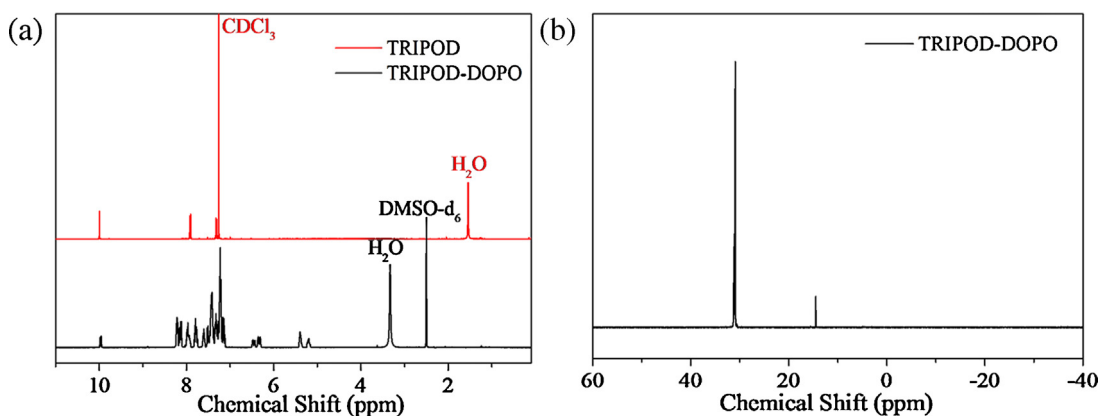 (a)
CDCl3
TRIPOD
TRIPOD-DOPO
H2O
DMSO-d6
H2O
10 8 6 4 2
Chemical Shift (ppm)
(b)
TRIPOD-DOPO
60 40 20 0 -20 -40
Chemical Shift (ppm)